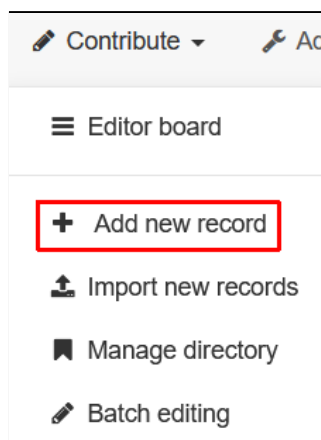 Contribute
Editor board
Add new record
Import new records
Manage directory
Batch editing